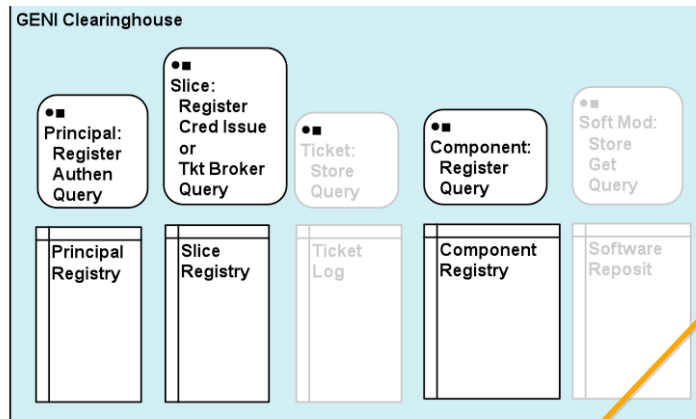 GENI Clearinghouse
Principal:
Register
Authen
Query
Slice:
Register
Cred Issue
or
Tkt Broker
Query
Ticket:
Store
Query
Component:
Register
Query
Soft Mod:
Store
Get
Query
Principal
Registry
Slice
Registry
Ticket
Log
Component
Registry
Software
Reposit